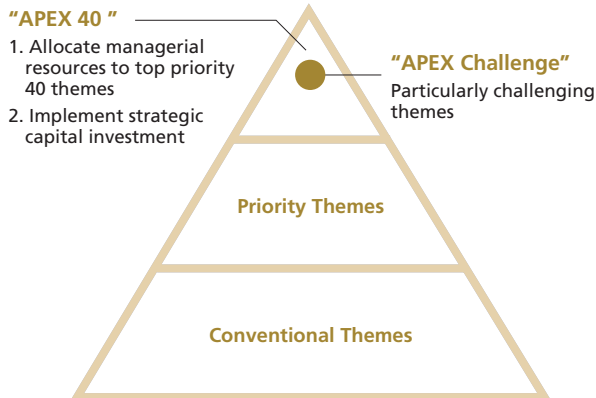 “APEX 40 ”
1. Allocate managerial
resources to top priority
40 themes
2. Implement strategic
capital investment
“APEX Challenge”
Particularly challenging
themes
Priority Themes
Conventional Themes